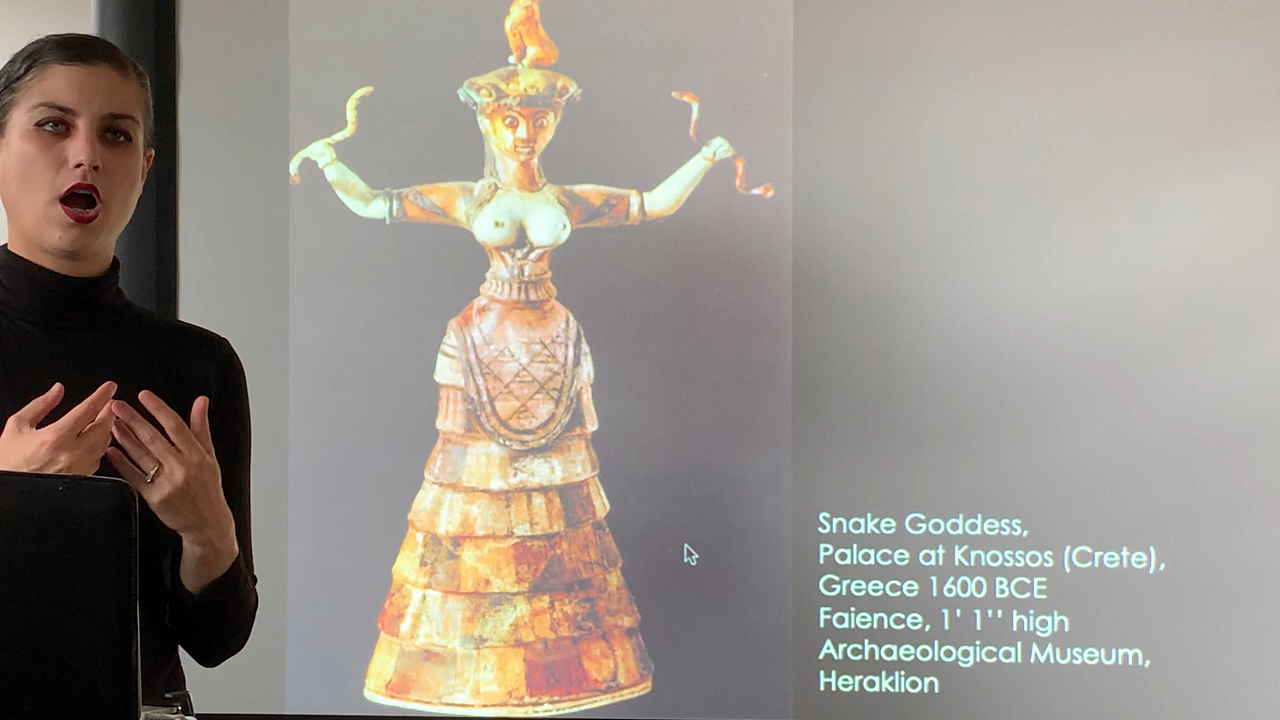 Snake Goddess,
Palace at Knossos (Crete),
Greece 1600 BCE
Faience, 1' 1'' high
Archaeological Museum,
Heraklion